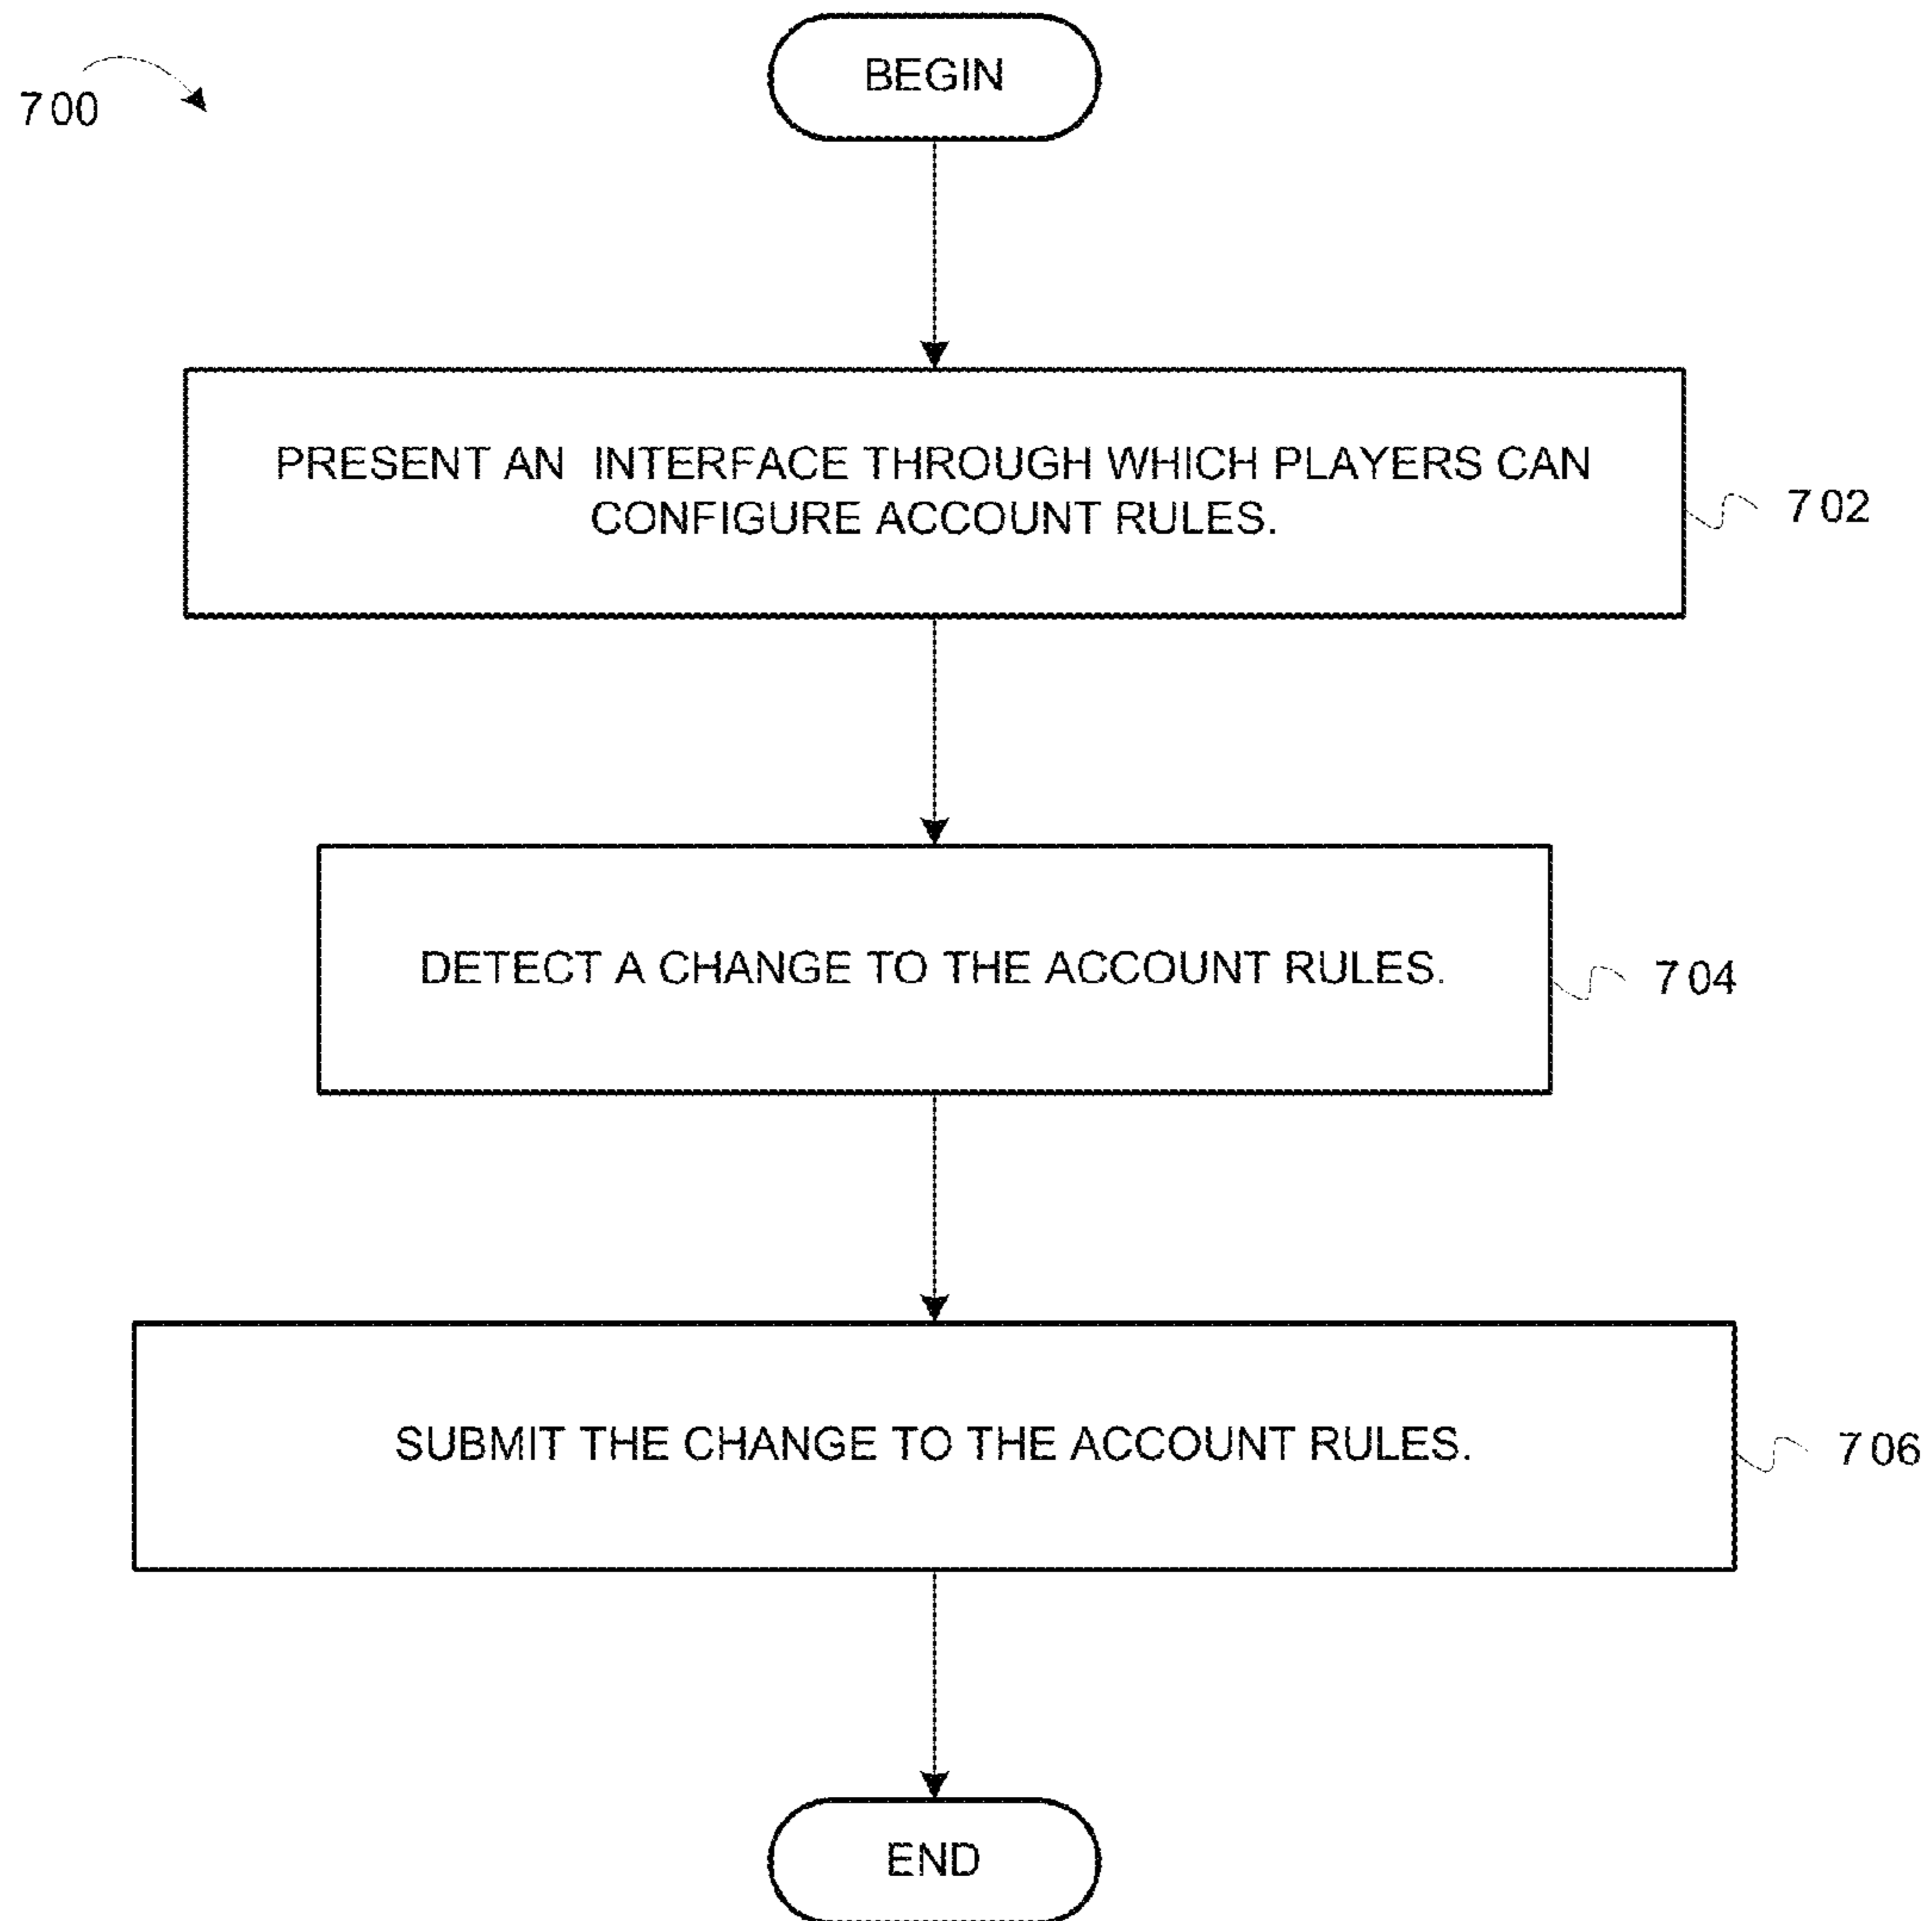 BEGIN
700
PRESENT AN INTERFACE THROUGH WHICH PLAYERS CAN
CONFIGURE ACCOUNT RULES.
702
DETECT A CHANGE TO THE ACCOUNT RULES.
704
SUBMIT THE CHANGE TO THE ACCOUNT RULES.
706
END